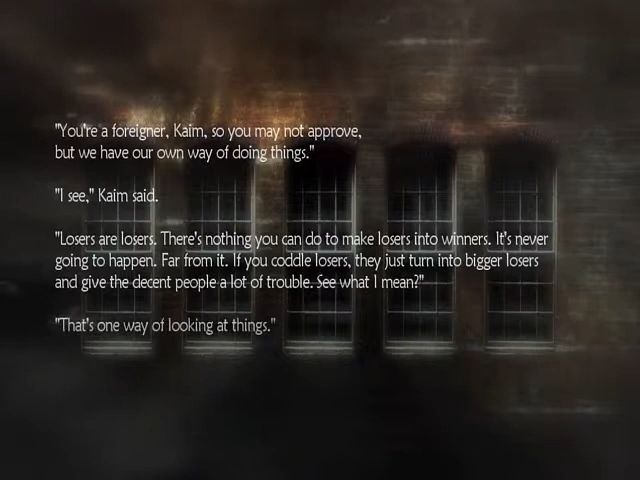 "You're a foreigner, Kaim, so you may not approve,
but we have our own way of doing things."
"I see," Kaim said.
"Losers are losers. There's nothing you can do to make losers into winners. It's never
going to happen. Far from it. If you coddle losers, they just turn into bigger losers
and give the decent people a lot of trouble. See what I mean?"
"That's one way of looking at things."